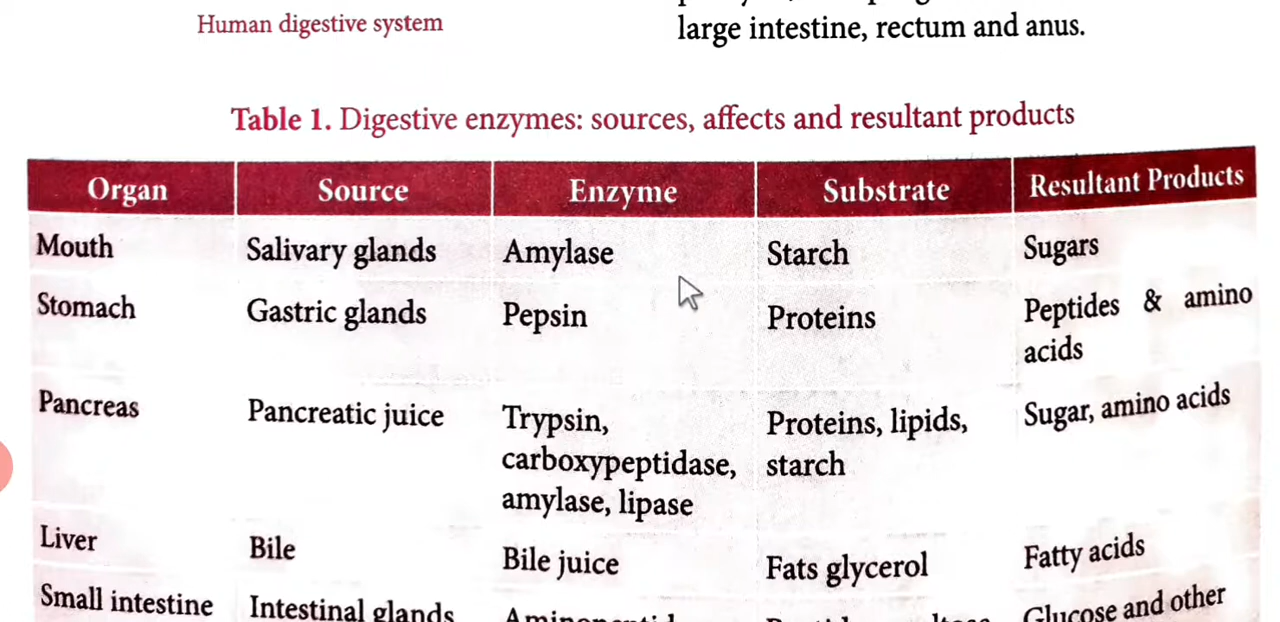 Human digestive system
large intestine, rectum and anus.
Table 1. Digestive enzymes: sources, affects and resultant products
Organ Source Enzyme Substrate Resultant Products
Mouth Salivary glands Amylase Starch Sugars
Stomach Gastric glands Pepsin Proteins Peptides & amino
acids
Pancreas Pancreatic juice Trypsin, Proteins, lipids, Sugar, amino acids
carboxypeptidase, starch
amylase, lipase
Liver Bile Bile juice Fats glycerol Fatty acids
Small intestine Intestinal glands Glucose and other